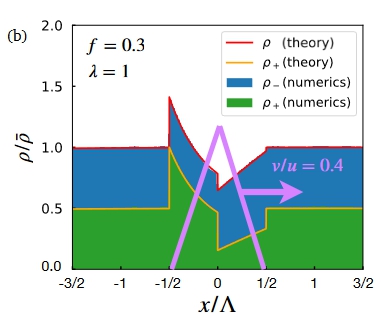 (b)
f = 0.3
λ = 1
ρ (theory)
ρ+ (theory)
ρ− (numerics)
ρ+ (numerics)
v/u = 0.4
ρ/ρ̄
2.0
1.5
1.0
0.5
0.0
-3/2 -1 -1/2 0 1/2 1 3/2
x/Λ